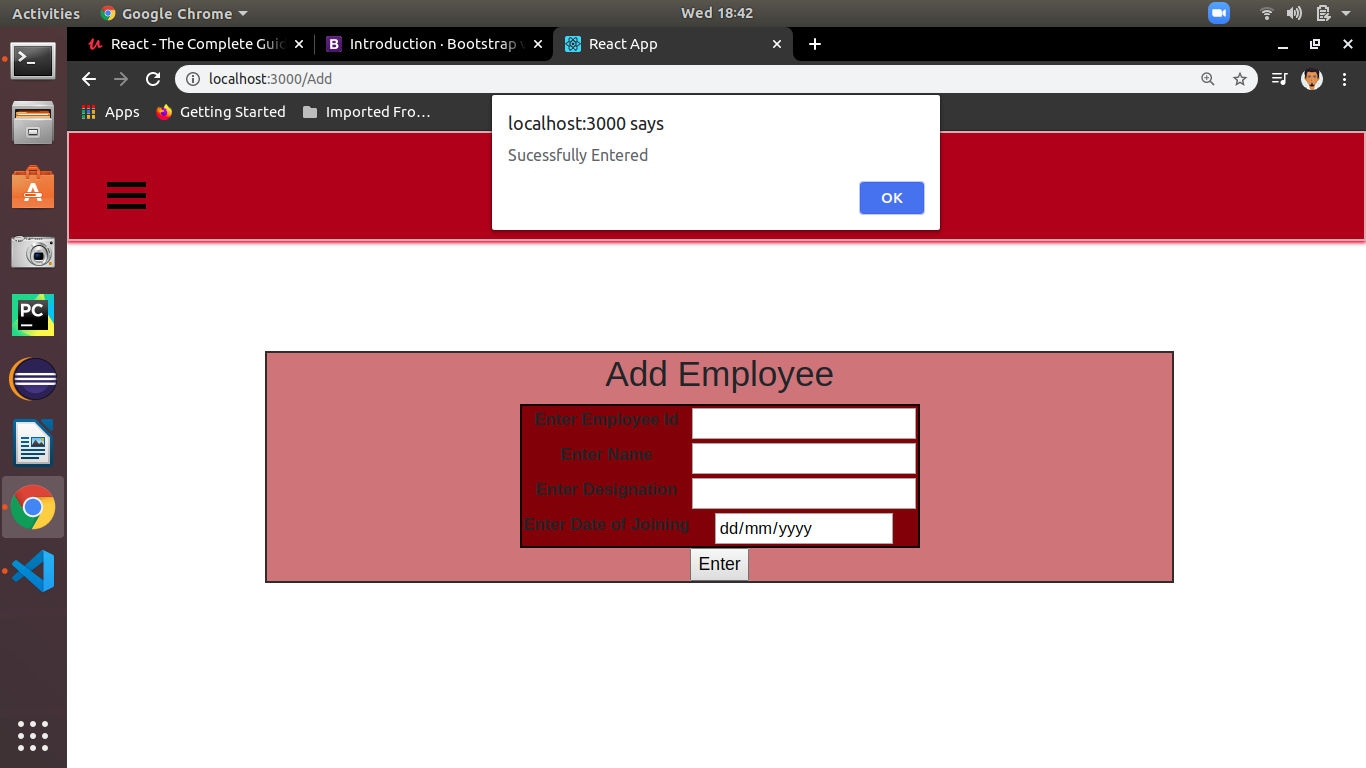 Activities Google Chrome Wed 18:42
React - The Complete Guid Introduction · Bootstrap v React App
localhost:3000/Add
Apps Getting Started Imported Fro…
localhost:3000 says
Sucessfully Entered
OK
Add Employee
Enter Employee Id
Enter Name
Enter Designation
Enter Date of Joining dd/mm/yyyy
Enter
PC